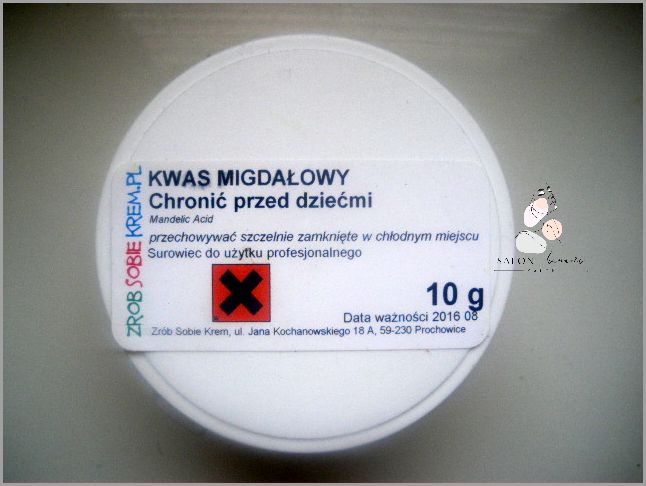 ZRÓB SOBIE KREM.PL
KWAS MIGDAŁOWY
Chronić przed dziećmi
Mandelic Acid
przechowywać szczelnie zamknięte w chłodnym miejscu
Surowiec do użytku profesjonalnego
10 g
Data ważności 2016 08
Zrób Sobie Krem, ul. Jana Kochanowskiego 18 A, 59-230 Prochowice
SALON